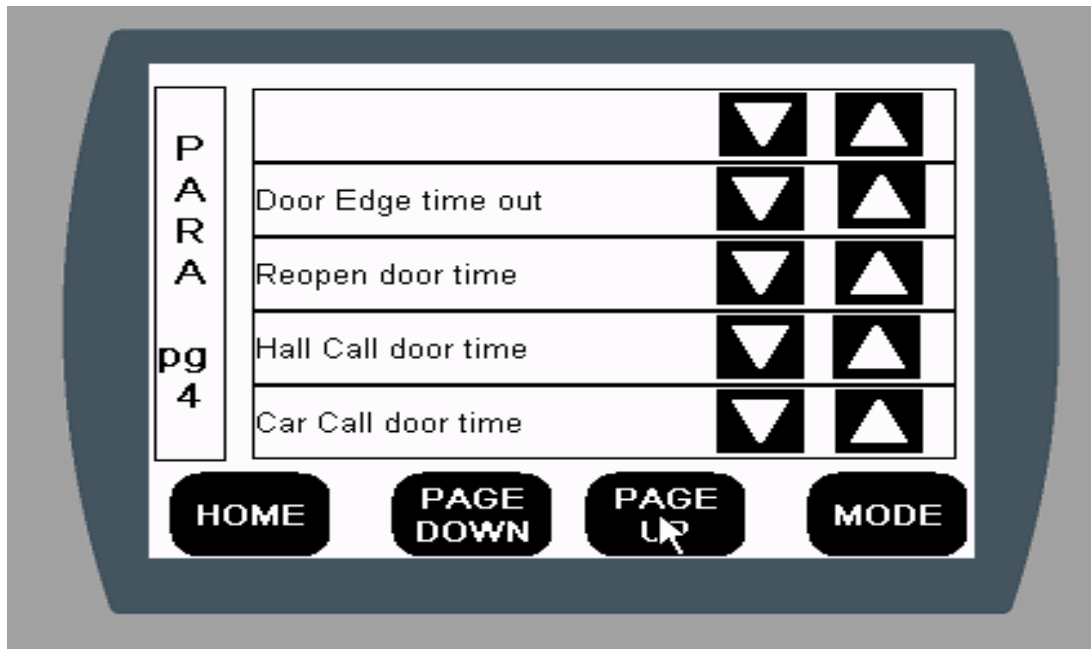 PARA
pg
4
Door Edge time out
Reopen door time
Hall Call door time
Car Call door time
HOME
PAGE
DOWN
PAGE
UP
MODE